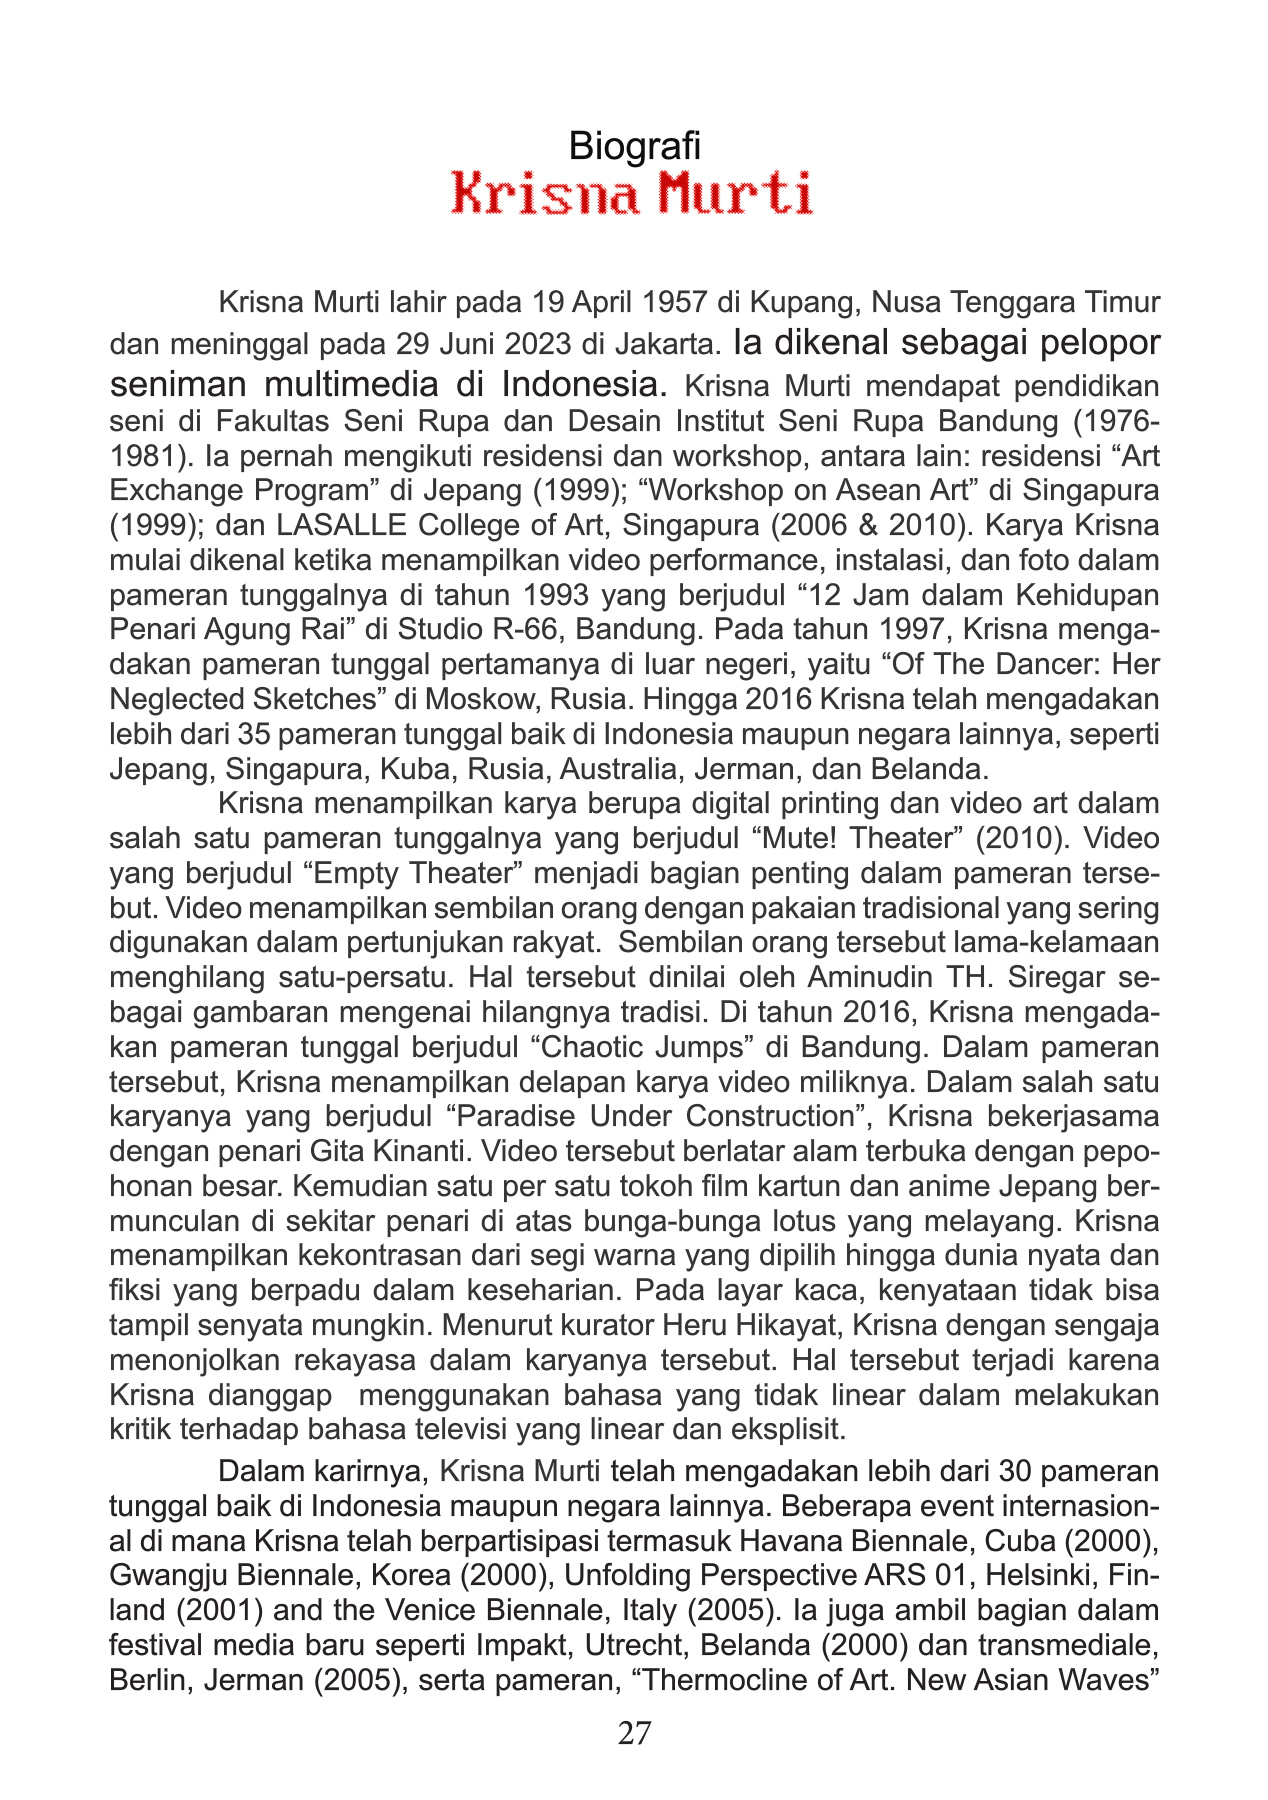 Biografi
Krisna Murti
Krisna Murti lahir pada 19 April 1957 di Kupang, Nusa Tenggara Timur
dan meninggal pada 29 Juni 2023 di Jakarta. Ia dikenal sebagai pelopor
seniman multimedia di Indonesia. Krisna Murti mendapat pendidikan
seni di Fakultas Seni Rupa dan Desain Institut Seni Rupa Bandung (1976-
1981). Ia pernah mengikuti residensi dan workshop, antara lain: residensi “Art
Exchange Program” di Jepang (1999); “Workshop on Asean Art” di Singapura
(1999); dan LASALLE College of Art, Singapura (2006 & 2010). Karya Krisna
mulai dikenal ketika menampilkan video performance, instalasi, dan foto dalam
pameran tunggalnya di tahun 1993 yang berjudul “12 Jam dalam Kehidupan
Penari Agung Rai” di Studio R-66, Bandung. Pada tahun 1997, Krisna menga-
dakan pameran tunggal pertamanya di luar negeri, yaitu “Of The Dancer: Her
Neglected Sketches” di Moskow, Rusia. Hingga 2016 Krisna telah mengadakan
lebih dari 35 pameran tunggal baik di Indonesia maupun negara lainnya, seperti
Jepang, Singapura, Kuba, Rusia, Australia, Jerman, dan Belanda.
Krisna menampilkan karya berupa digital printing dan video art dalam
salah satu pameran tunggalnya yang berjudul “Mute! Theater” (2010). Video
yang berjudul “Empty Theater” menjadi bagian penting dalam pameran terse-
but. Video menampilkan sembilan orang dengan pakaian tradisional yang sering
digunakan dalam pertunjukan rakyat.  Sembilan orang tersebut lama-kelamaan
menghilang satu-persatu. Hal tersebut dinilai oleh Aminudin TH. Siregar se-
bagai gambaran mengenai hilangnya tradisi. Di tahun 2016, Krisna mengada-
kan pameran tunggal berjudul “Chaotic Jumps” di Bandung. Dalam pameran
tersebut, Krisna menampilkan delapan karya video miliknya. Dalam salah satu
karyanya yang berjudul “Paradise Under Construction”, Krisna bekerjasama
dengan penari Gita Kinanti. Video tersebut berlatar alam terbuka dengan pepo-
honan besar. Kemudian satu per satu tokoh film kartun dan anime Jepang ber-
munculan di sekitar penari di atas bunga-bunga lotus yang melayang. Krisna
menampilkan kekontrasan dari segi warna yang dipilih hingga dunia nyata dan
fiksi yang berpadu dalam keseharian. Pada layar kaca, kenyataan tidak bisa
tampil senyata mungkin. Menurut kurator Heru Hikayat, Krisna dengan sengaja
menonjolkan rekayasa dalam karyanya tersebut. Hal tersebut terjadi karena
Krisna dianggap  menggunakan bahasa yang tidak linear dalam melakukan
kritik terhadap bahasa televisi yang linear dan eksplisit.
Dalam karirnya, Krisna Murti telah mengadakan lebih dari 30 pameran
tunggal baik di Indonesia maupun negara lainnya. Beberapa event internasion-
al di mana Krisna telah berpartisipasi termasuk Havana Biennale, Cuba (2000),
Gwangju Biennale, Korea (2000), Unfolding Perspective ARS 01, Helsinki, Fin-
land (2001) and the Venice Biennale, Italy (2005). Ia juga ambil bagian dalam
festival media baru seperti Impakt, Utrecht, Belanda (2000) dan transmediale,
Berlin, Jerman (2005), serta pameran, “Thermocline of Art. New Asian Waves”
27